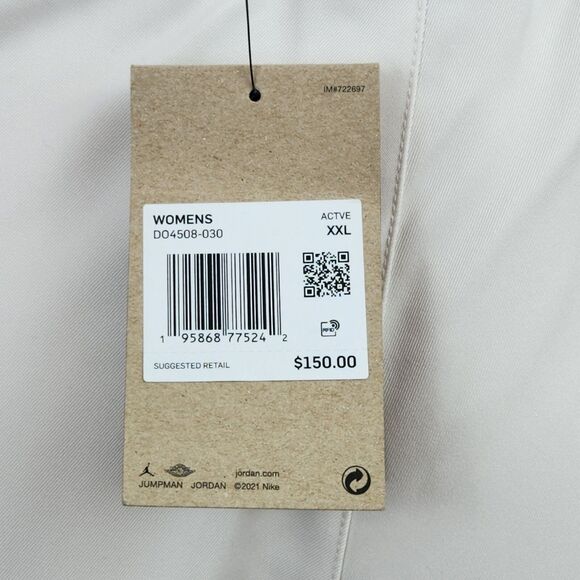 IM#722697
WOMENS
DO4508-030
ACTVE
XXL
1 95868 77524 2
RFID
SUGGESTED RETAIL $150.00
jordan.com
JUMPMAN JORDAN ©2021 Nike